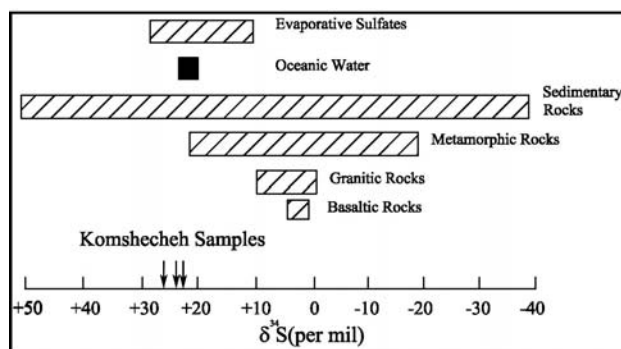 Evaporative Sulfates
Oceanic Water
Sedimentary
Rocks
Metamorphic Rocks
Granitic Rocks
Basaltic Rocks
Komshecheh Samples
+50 +40 +30 +20 +10 0 -10 -20 -30 -40
δ³⁴S(per mil)